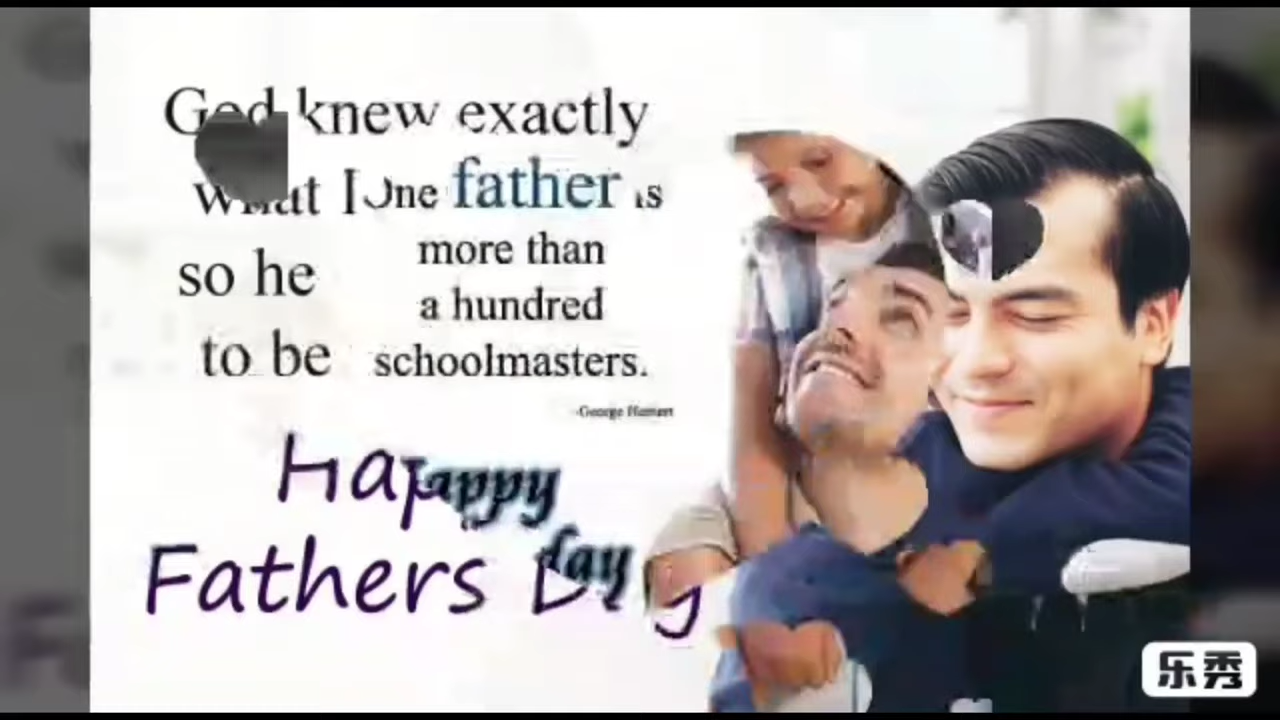 God knew exactly
what I One father is
so he more than
a hundred
to be schoolmasters.
-George
Happy
day
Fathers Day
乐秀